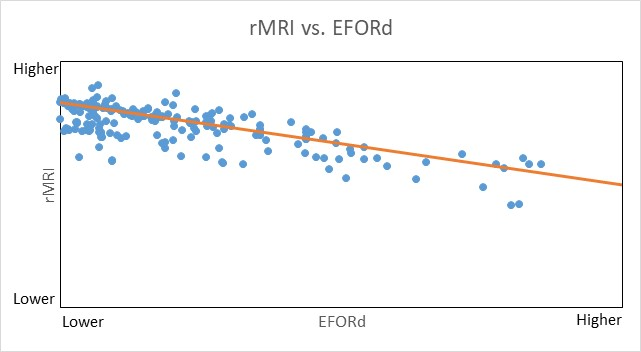 rMRI vs. EFORd
Higher
rMRI
Lower
Lower
EFORd
Higher